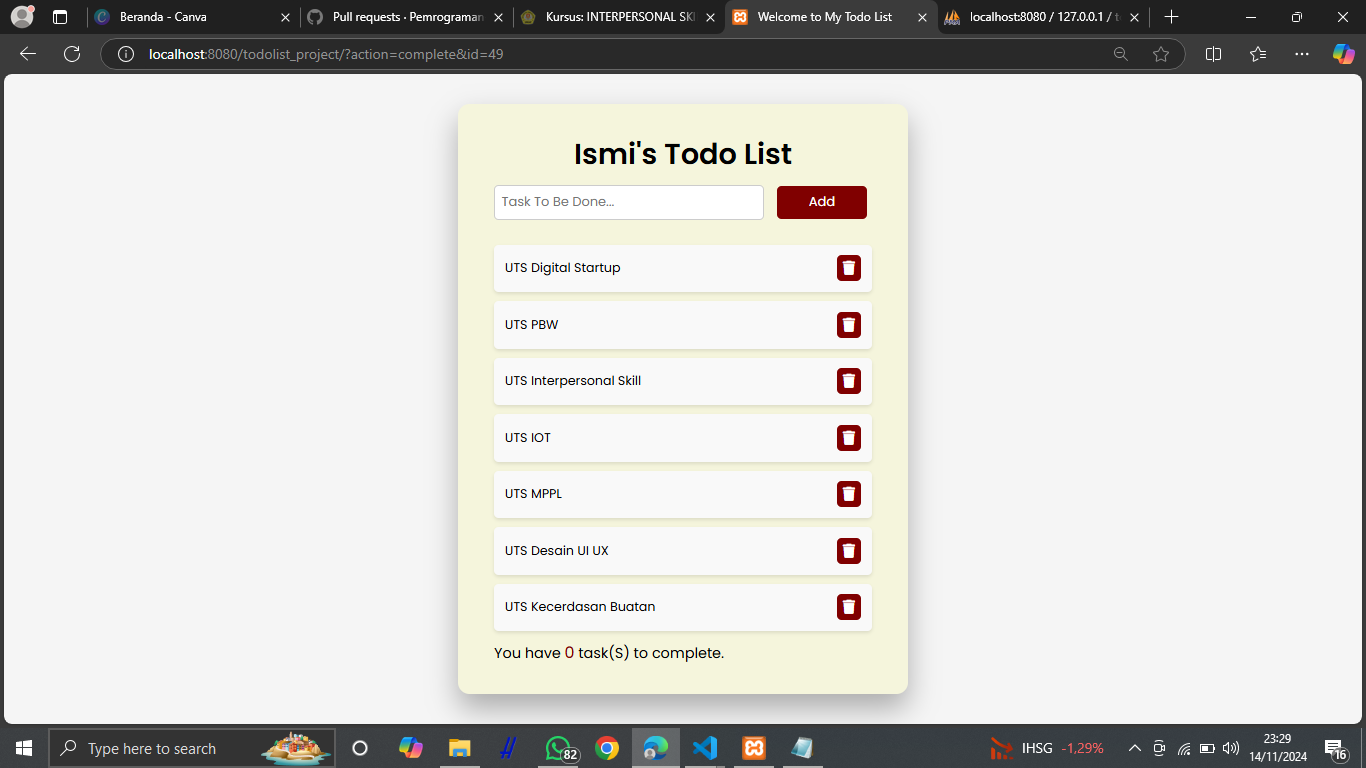 Beranda - Canva
Pull requests · Pemrograman
Kursus: INTERPERSONAL SKI
Welcome to My Todo List
localhost:8080 / 127.0.0.1 / t
localhost:8080/todolist_project/?action=complete&id=49
Ismi's Todo List
Task To Be Done...
Add
UTS Digital Startup
UTS PBW
UTS Interpersonal Skill
UTS IOT
UTS MPPL
UTS Desain UI UX
UTS Kecerdasan Buatan
You have 0 task(S) to complete.
Type here to search
82
IHSG -1,29%
23:29
14/11/2024
16